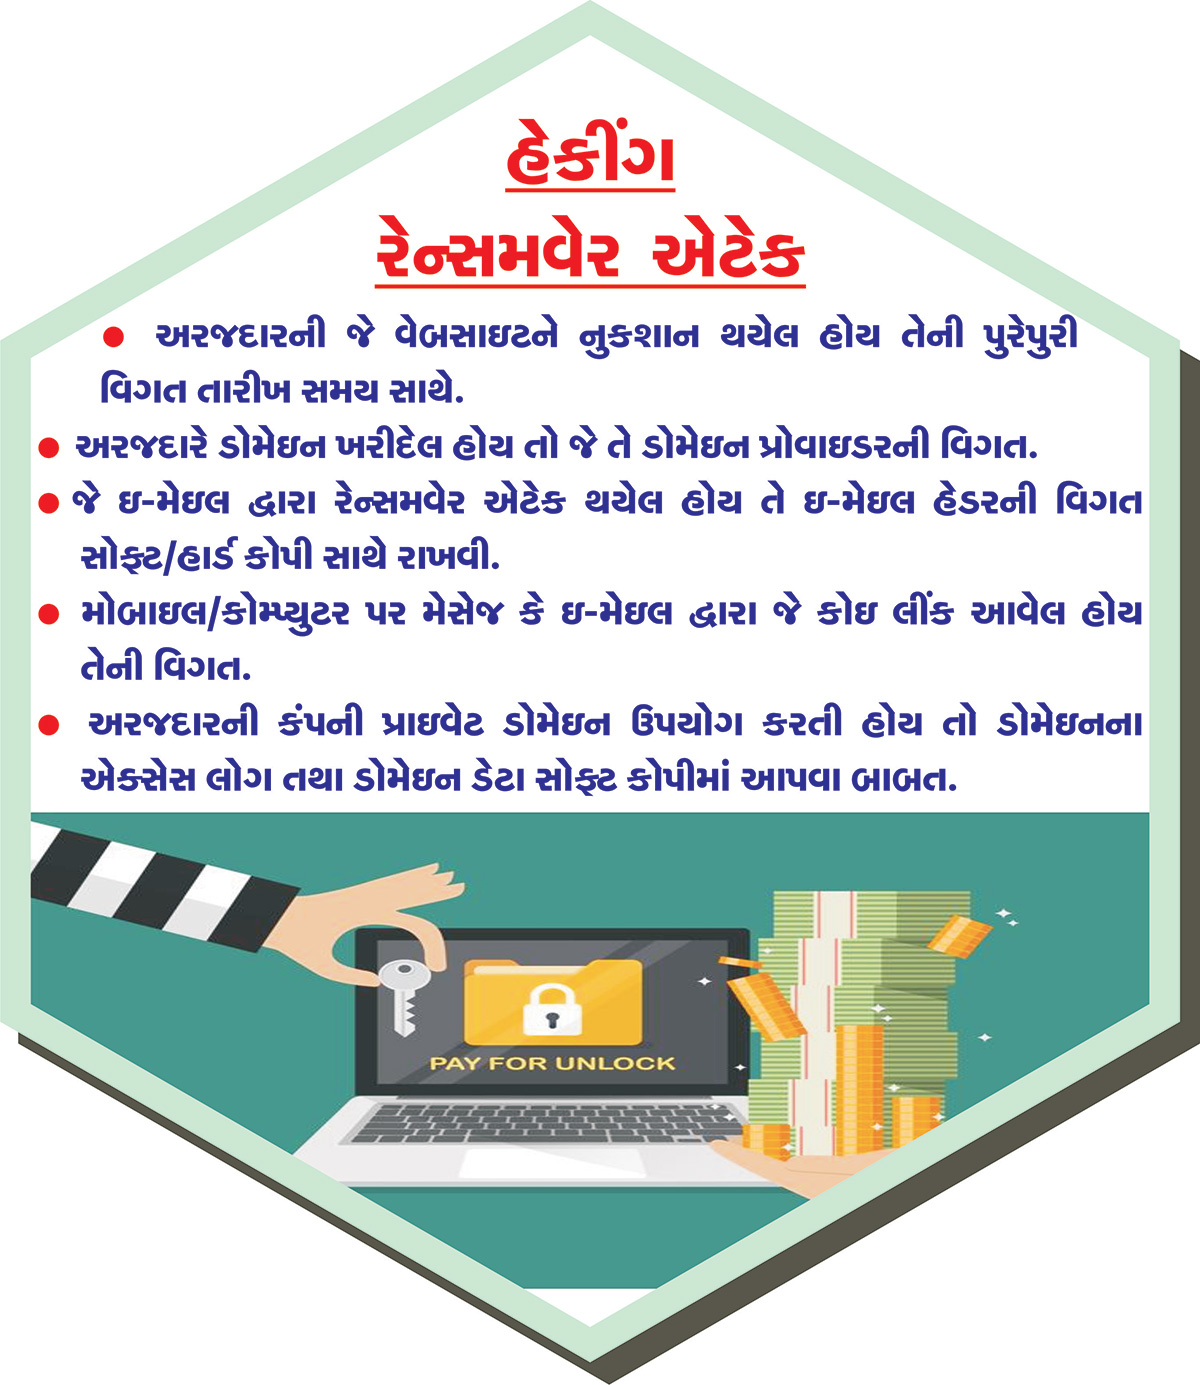 હેકીંગ
રેન્સમવેર એટેક
● અરજદારની જે વેબસાઇટને નુકશાન થયેલ હોય તેની પુરેપુરી
વિગત તારીખ સમય સાથે.
● અરજદારે ડોમેઇન ખરીદેલ હોય તો જે તે ડોમેઇન પ્રોવાઇડરની વિગત.
● જે ઇ-મેઇલ દ્વારા રેન્સમવેર એટેક થયેલ હોય તે ઇ-મેઇલ હેડરની વિગત
સોફ્ટ/હાર્ડ કોપી સાથે રાખવી.
● મોબાઇલ/કોમ્પ્યુટર પર મેસેજ કે ઇ-મેઇલ દ્વારા જે કોઇ લીંક આવેલ હોય
તેની વિગત.
● અરજદારની કંપની પ્રાઇવેટ ડોમેઇન ઉપયોગ કરતી હોય તો ડોમેઇનના
એક્સેસ લોગ તથા ડોમેઇન ડેટા સોફ્ટ કોપીમાં આપવા બાબત.
PAY FOR UNLOCK